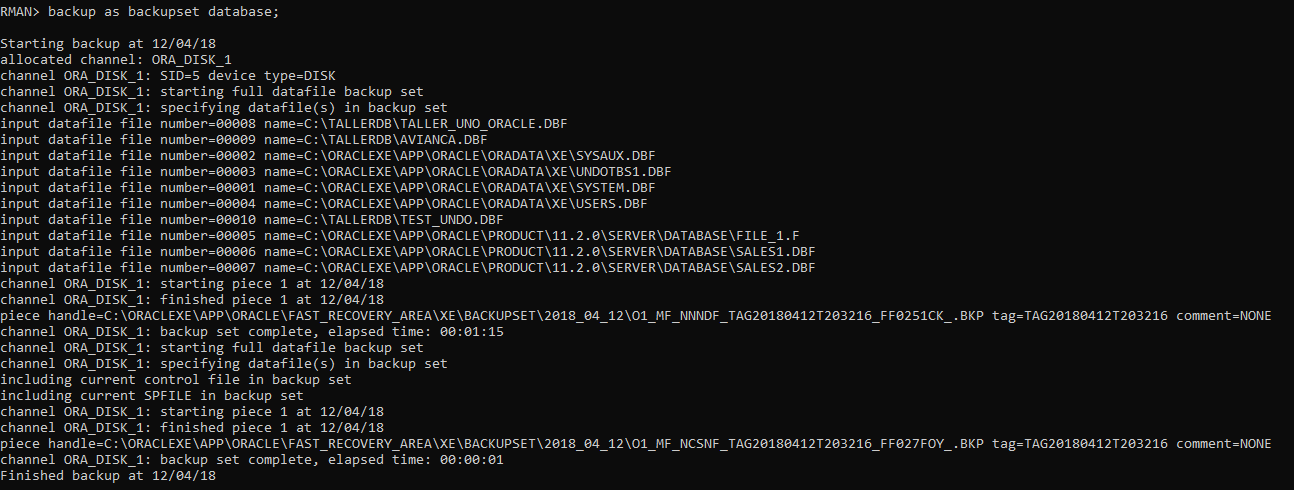 RMAN> backup as backupset database;
Starting backup at 12/04/18
allocated channel: ORA_DISK_1
channel ORA_DISK_1: SID=5 device type=DISK
channel ORA_DISK_1: starting full datafile backup set
channel ORA_DISK_1: specifying datafile(s) in backup set
input datafile file number=00008 name=C:\TALLERDB\TALLER_UNO_ORACLE.DBF
input datafile file number=00009 name=C:\TALLERDB\AVIANCA.DBF
input datafile file number=00002 name=C:\ORACLEXE\APP\ORACLE\ORADATA\XE\SYSAUX.DBF
input datafile file number=00003 name=C:\ORACLEXE\APP\ORACLE\ORADATA\XE\UNDOTBS1.DBF
input datafile file number=00001 name=C:\ORACLEXE\APP\ORACLE\ORADATA\XE\SYSTEM.DBF
input datafile file number=00004 name=C:\ORACLEXE\APP\ORACLE\ORADATA\XE\USERS.DBF
input datafile file number=00010 name=C:\TALLERDB\TEST_UNDO.DBF
input datafile file number=00005 name=C:\ORACLEXE\APP\ORACLE\PRODUCT\11.2.0\SERVER\DATABASE\FILE_1.F
input datafile file number=00006 name=C:\ORACLEXE\APP\ORACLE\PRODUCT\11.2.0\SERVER\DATABASE\SALES1.DBF
input datafile file number=00007 name=C:\ORACLEXE\APP\ORACLE\PRODUCT\11.2.0\SERVER\DATABASE\SALES2.DBF
channel ORA_DISK_1: starting piece 1 at 12/04/18
channel ORA_DISK_1: finished piece 1 at 12/04/18
piece handle=C:\ORACLEXE\APP\ORACLE\FAST_RECOVERY_AREA\XE\BACKUPSET\2018_04_12\O1_MF_NNNDF_TAG20180412T203216_FF0251CK_.BKP tag=TAG20180412T203216 comment=NONE
channel ORA_DISK_1: backup set complete, elapsed time: 00:01:15
channel ORA_DISK_1: starting full datafile backup set
channel ORA_DISK_1: specifying datafile(s) in backup set
including current control file in backup set
including current SPFILE in backup set
channel ORA_DISK_1: starting piece 1 at 12/04/18
channel ORA_DISK_1: finished piece 1 at 12/04/18
piece handle=C:\ORACLEXE\APP\ORACLE\FAST_RECOVERY_AREA\XE\BACKUPSET\2018_04_12\O1_MF_NCSNF_TAG20180412T203216_FF027FOY_.BKP tag=TAG20180412T203216 comment=NONE
channel ORA_DISK_1: backup set complete, elapsed time: 00:00:01
Finished backup at 12/04/18